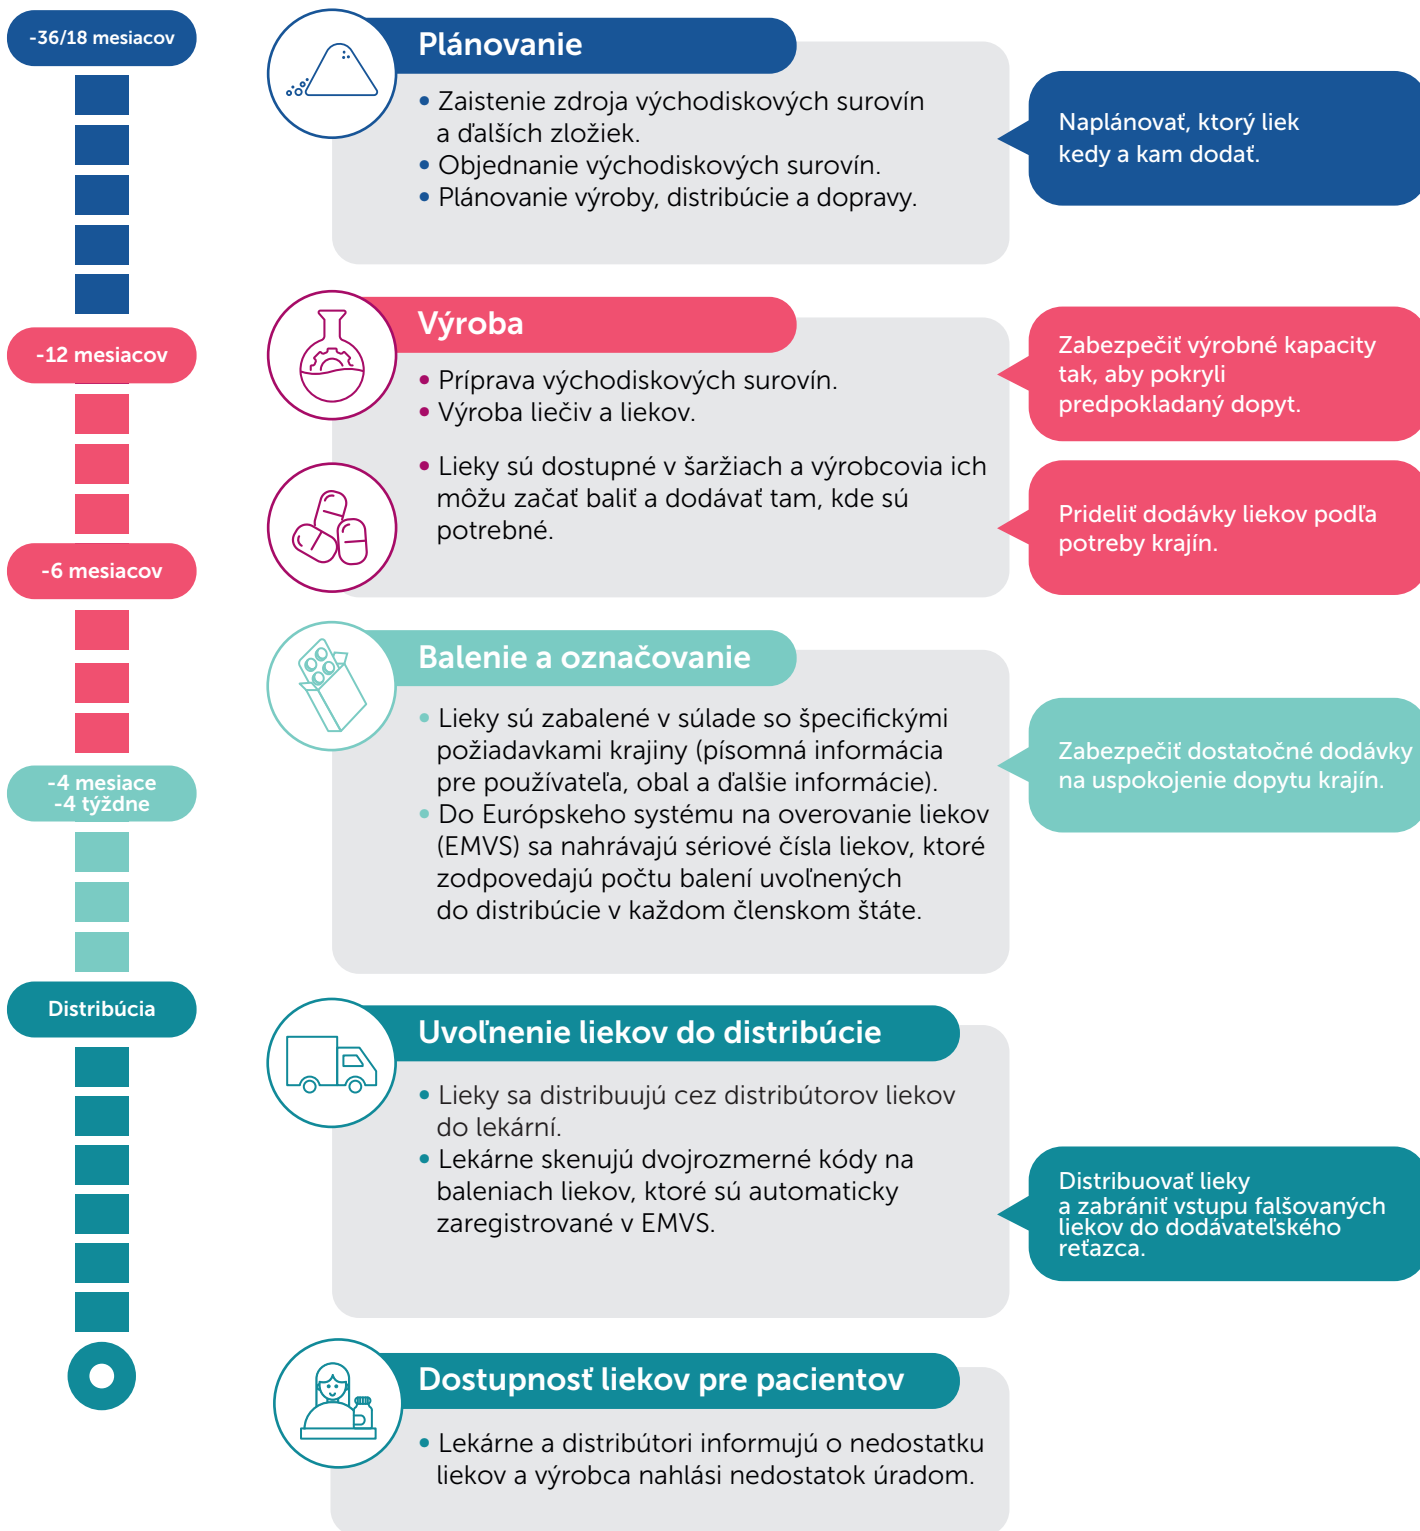 -36/18 mesiacov
Plánovanie
• Zaistenie zdroja východiskových surovín
a ďalších zložiek.
• Objednanie východiskových surovín.
• Plánovanie výroby, distribúcie a dopravy.
Naplánovať, ktorý liek
kedy a kam dodať.
-12 mesiacov
Výroba
• Príprava východiskových surovín.
• Výroba liečiv a liekov.
• Lieky sú dostupné v šaržiach a výrobcovia ich
môžu začať baliť a dodávať tam, kde sú
potrebné.
Zabezpečiť výrobné kapacity
tak, aby pokryli
predpokladaný dopyt.
Prideliť dodávky liekov podľa
potreby krajín.
-6 mesiacov
Balenie a označovanie
• Lieky sú zabalené v súlade so špecifickými
požiadavkami krajiny (písomná informácia
pre používateľa, obal a ďalšie informácie).
• Do Európskeho systému na overovanie liekov
(EMVS) sa nahrávajú sériové čísla liekov, ktoré
zodpovedajú počtu balení uvoľnených
do distribúcie v každom členskom štáte.
Zabezpečiť dostatočné dodávky
na uspokojenie dopytu krajín.
-4 mesiace
-4 týždne
Distribúcia
Uvoľnenie liekov do distribúcie
• Lieky sa distribuujú cez distribútorov liekov
do lekární.
• Lekárne skenujú dvojrozmerné kódy na
baleniach liekov, ktoré sú automaticky
zaregistrované v EMVS.
Distribuovať lieky
a zabrániť vstupu falšovaných
liekov do dodávateľského
reťazca.
Dostupnosť liekov pre pacientov
• Lekárne a distribútori informujú o nedostatku
liekov a výrobca nahlási nedostatok úradom.